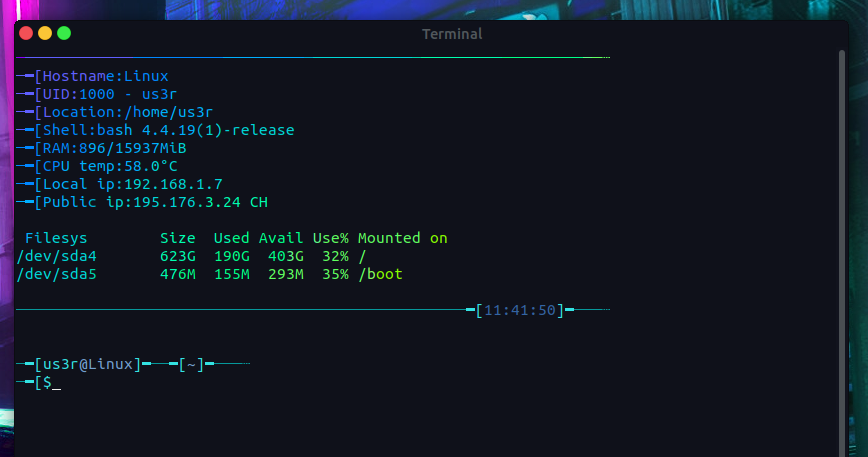 Terminal
[Hostname:Linux
[UID:1000 - us3r
[Location:/home/us3r
[Shell:bash 4.4.19(1)-release
[RAM:896/15937MiB
[CPU temp:58.0°C
[Local ip:192.168.1.7
[Public ip:195.176.3.24 CH
Filesys Size Used Avail Use% Mounted on
/dev/sda4 623G 190G 403G 32% /
/dev/sda5 476M 155M 293M 35% /boot
[11:41:50]
[us3r@Linux]——[~]
[$_